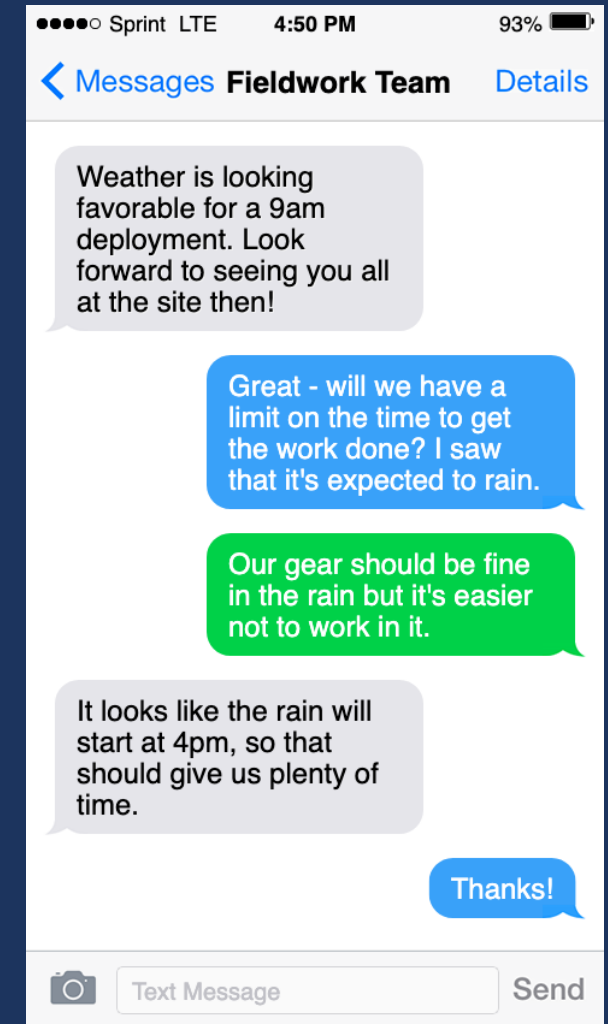 Sprint LTE 4:50 PM 93%
Messages Fieldwork Team Details
Weather is looking
favorable for a 9am
deployment. Look
forward to seeing you all
at the site then!
Great - will we have a
limit on the time to get
the work done? I saw
that it's expected to rain.
Our gear should be fine
in the rain but it's easier
not to work in it.
It looks like the rain will
start at 4pm, so that
should give us plenty of
time.
Thanks!
Text Message Send